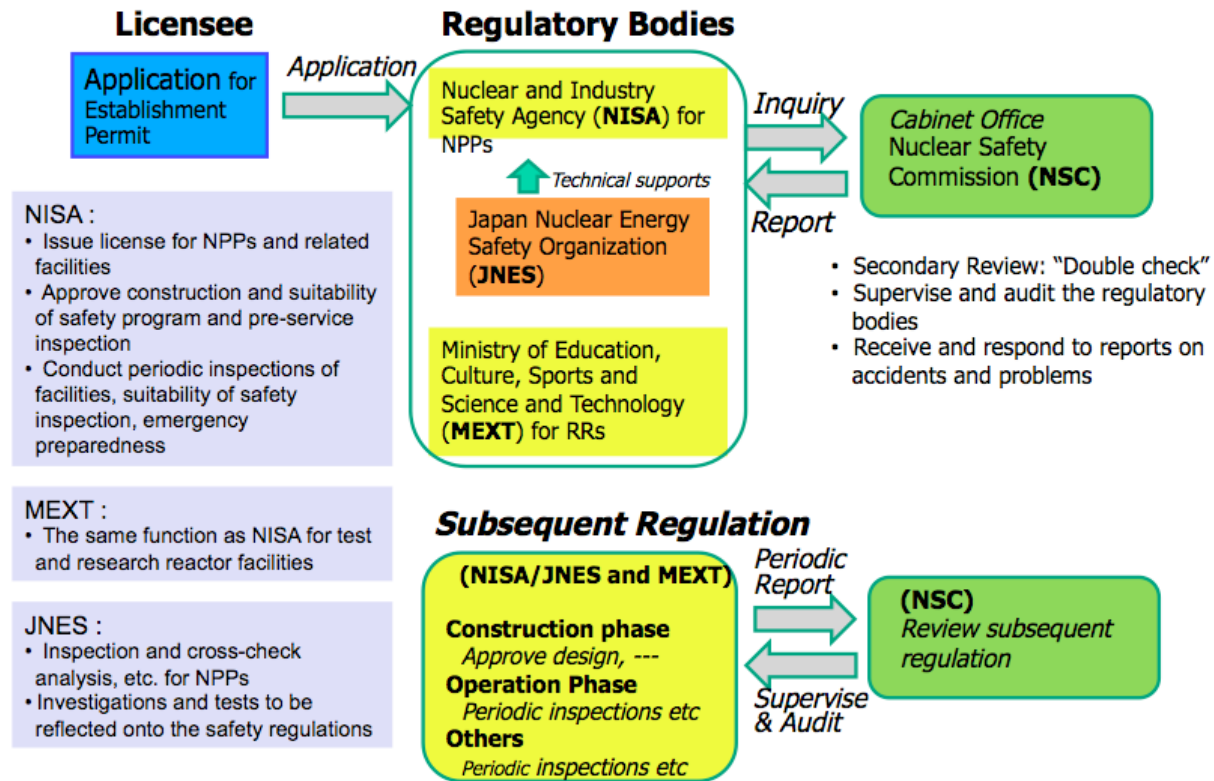 Licensee
Application for
Establishment
Permit
Application
Regulatory Bodies
Nuclear and Industry
Safety Agency (NISA) for
NPPs
Technical supports
Japan Nuclear Energy
Safety Organization
(JNES)
Ministry of Education,
Culture, Sports and
Science and Technology
(MEXT) for RRs
Inquiry
Report
Cabinet Office
Nuclear Safety
Commission (NSC)
• Secondary Review: “Double check”
• Supervise and audit the regulatory
bodies
• Receive and respond to reports on
accidents and problems
NISA :
• Issue license for NPPs and related
facilities
• Approve construction and suitability
of safety program and pre-service
inspection
• Conduct periodic inspections of
facilities, suitability of safety
inspection, emergency
preparedness
MEXT :
• The same function as NISA for test
and research reactor facilities
JNES :
• Inspection and cross-check
analysis, etc. for NPPs
• Investigations and tests to be
reflected onto the safety regulations
Subsequent Regulation
(NISA/JNES and MEXT)
Construction phase
Approve design, ---
Operation Phase
Periodic inspections etc
Others
Periodic inspections etc
Periodic
Report
Supervise
& Audit
(NSC)
Review subsequent
regulation